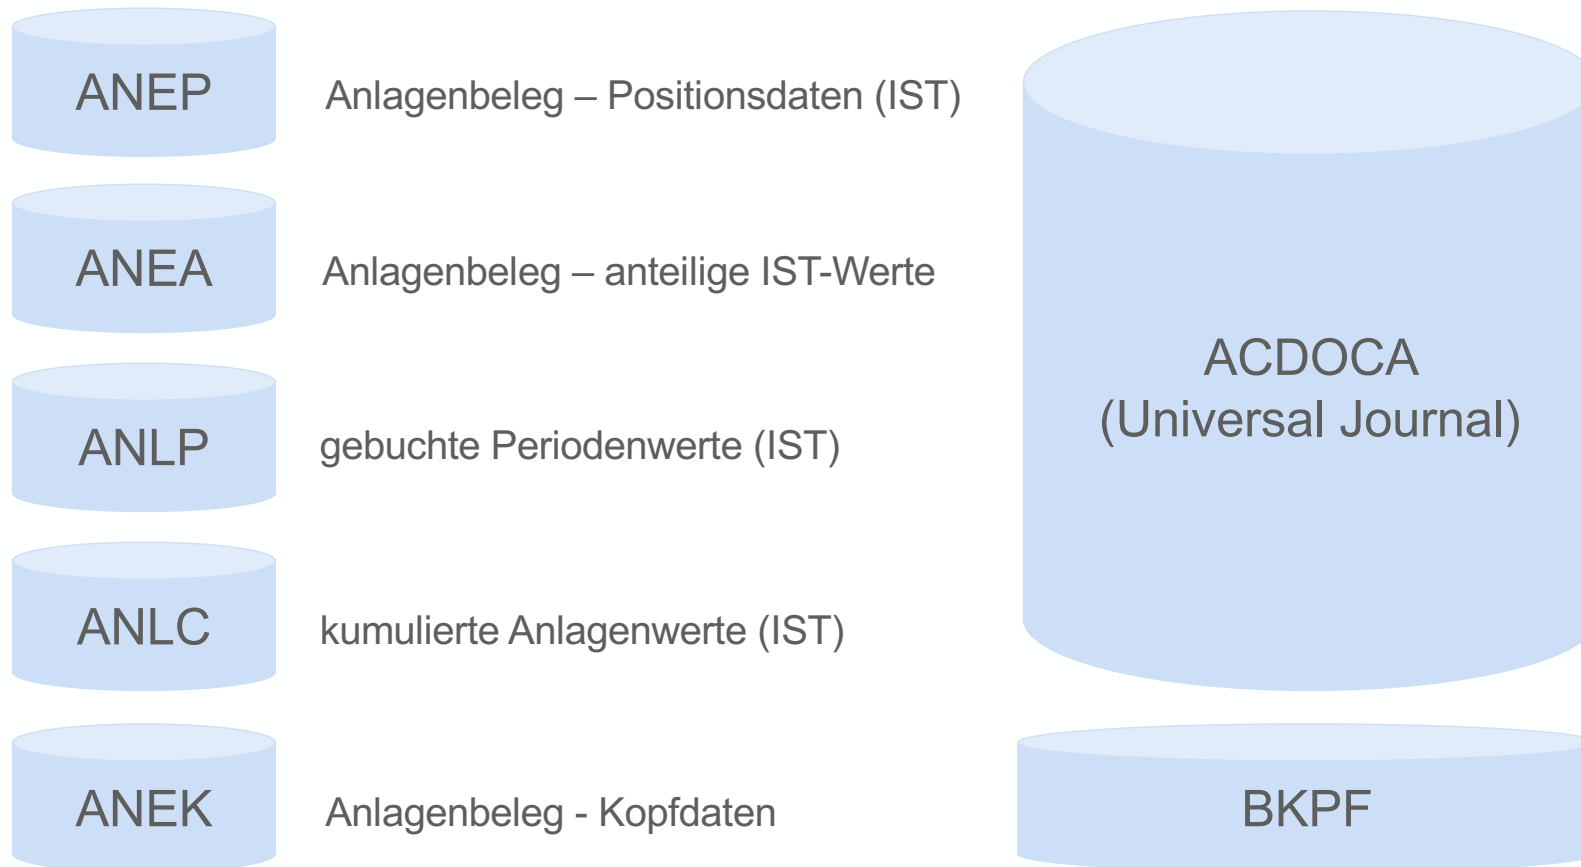 ANEP
Anlagenbeleg – Positionsdaten (IST)
ANEA
Anlagenbeleg – anteilige IST-Werte
ANLP
gebuchte Periodenwerte (IST)
ANLC
kumulierte Anlagenwerte (IST)
ANEK
Anlagenbeleg - Kopfdaten
ACDOCA
(Universal Journal)
BKPF